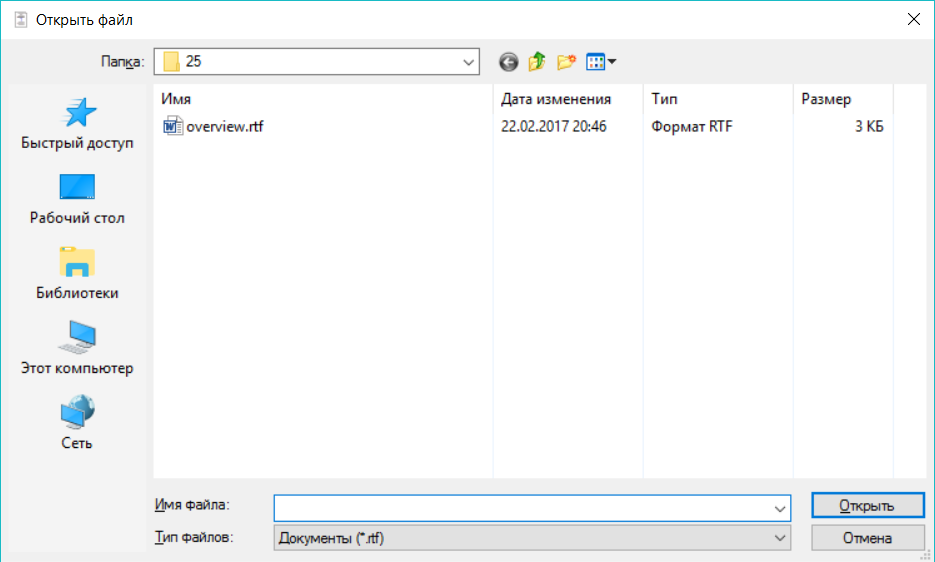 Открыть файл
Папка: 25
Имя Дата изменения Тип Размер
overview.rtf 22.02.2017 20:46 Формат RTF 3 КБ
Быстрый доступ
Рабочий стол
Библиотеки
Этот компьютер
Сеть
Имя файла: Открыть
Тип файлов: Документы (*.rtf) Отмена